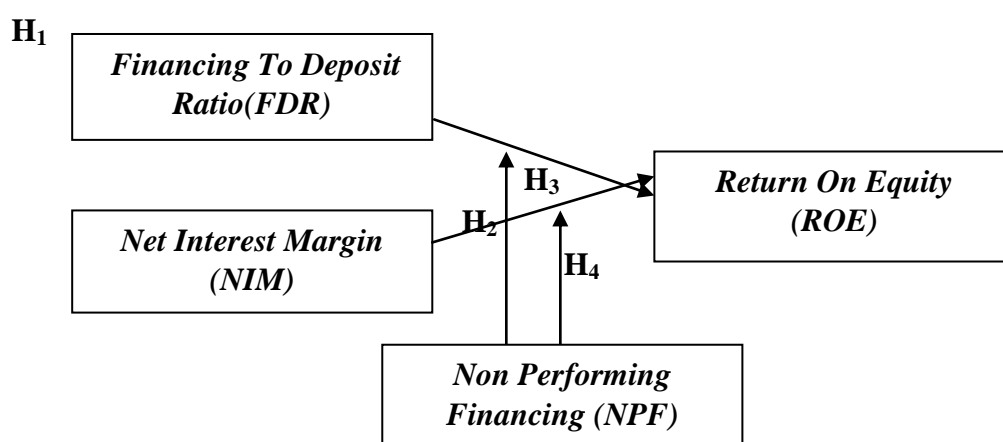 H₁
Financing To Deposit
Ratio(FDR)
H₃
Return On Equity
(ROE)
H₂
Net Interest Margin
(NIM)
H₄
Non Performing
Financing (NPF)